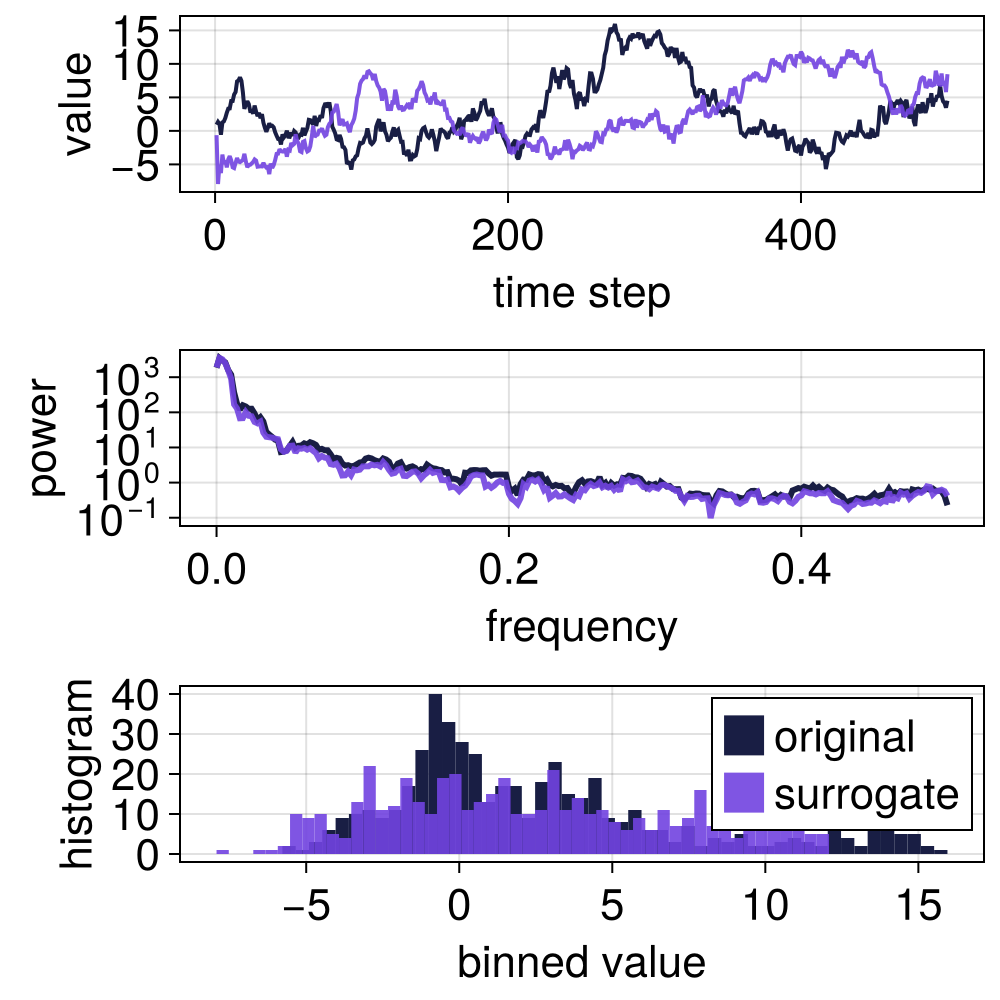 value
15
10
5
0
−5
0 200 400
time step
power
10³
10²
10¹
10⁰
10⁻¹
0.0 0.2 0.4
frequency
histogram
40
30
20
10
0
original
surrogate
−5 0 5 10 15
binned value